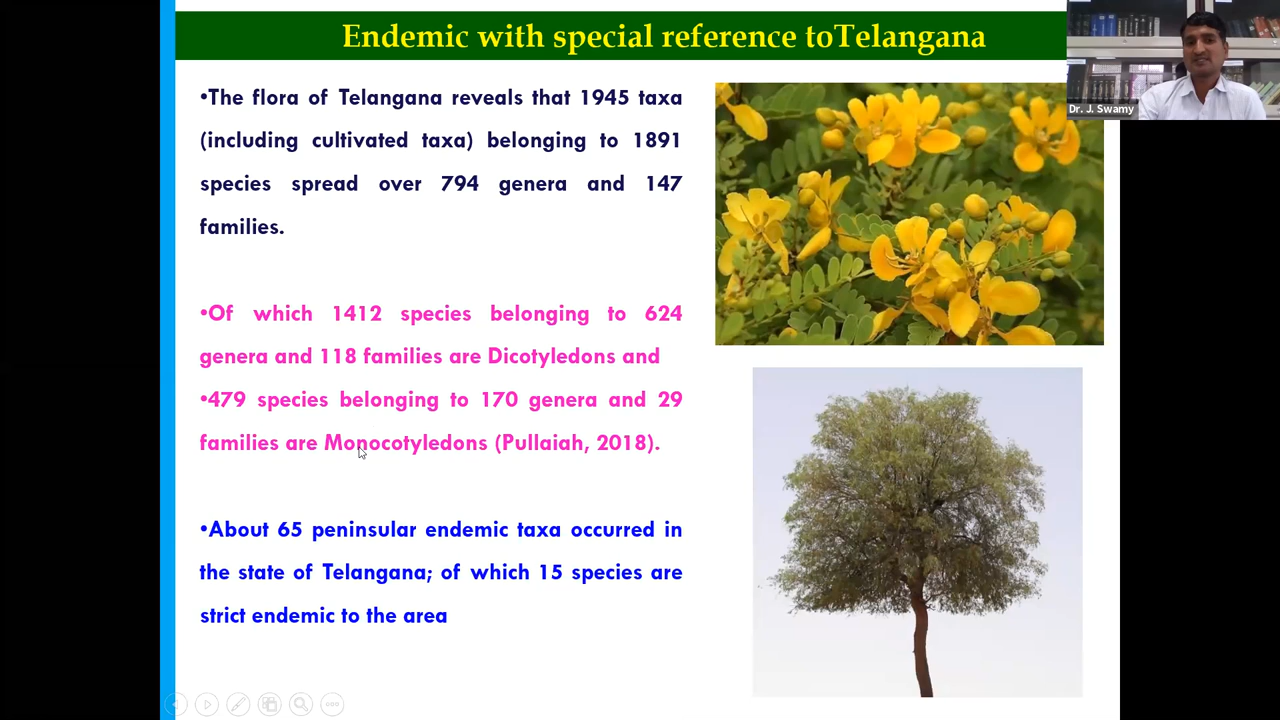 Endemic with special reference toTelangana
Dr. J. Swamy
•The flora of Telangana reveals that 1945 taxa
(including cultivated taxa) belonging to 1891
species spread over 794 genera and 147
families.
•Of which 1412 species belonging to 624
genera and 118 families are Dicotyledons and
•479 species belonging to 170 genera and 29
families are Monocotyledons (Pullaiah, 2018).
•About 65 peninsular endemic taxa occurred in
the state of Telangana; of which 15 species are
strict endemic to the area